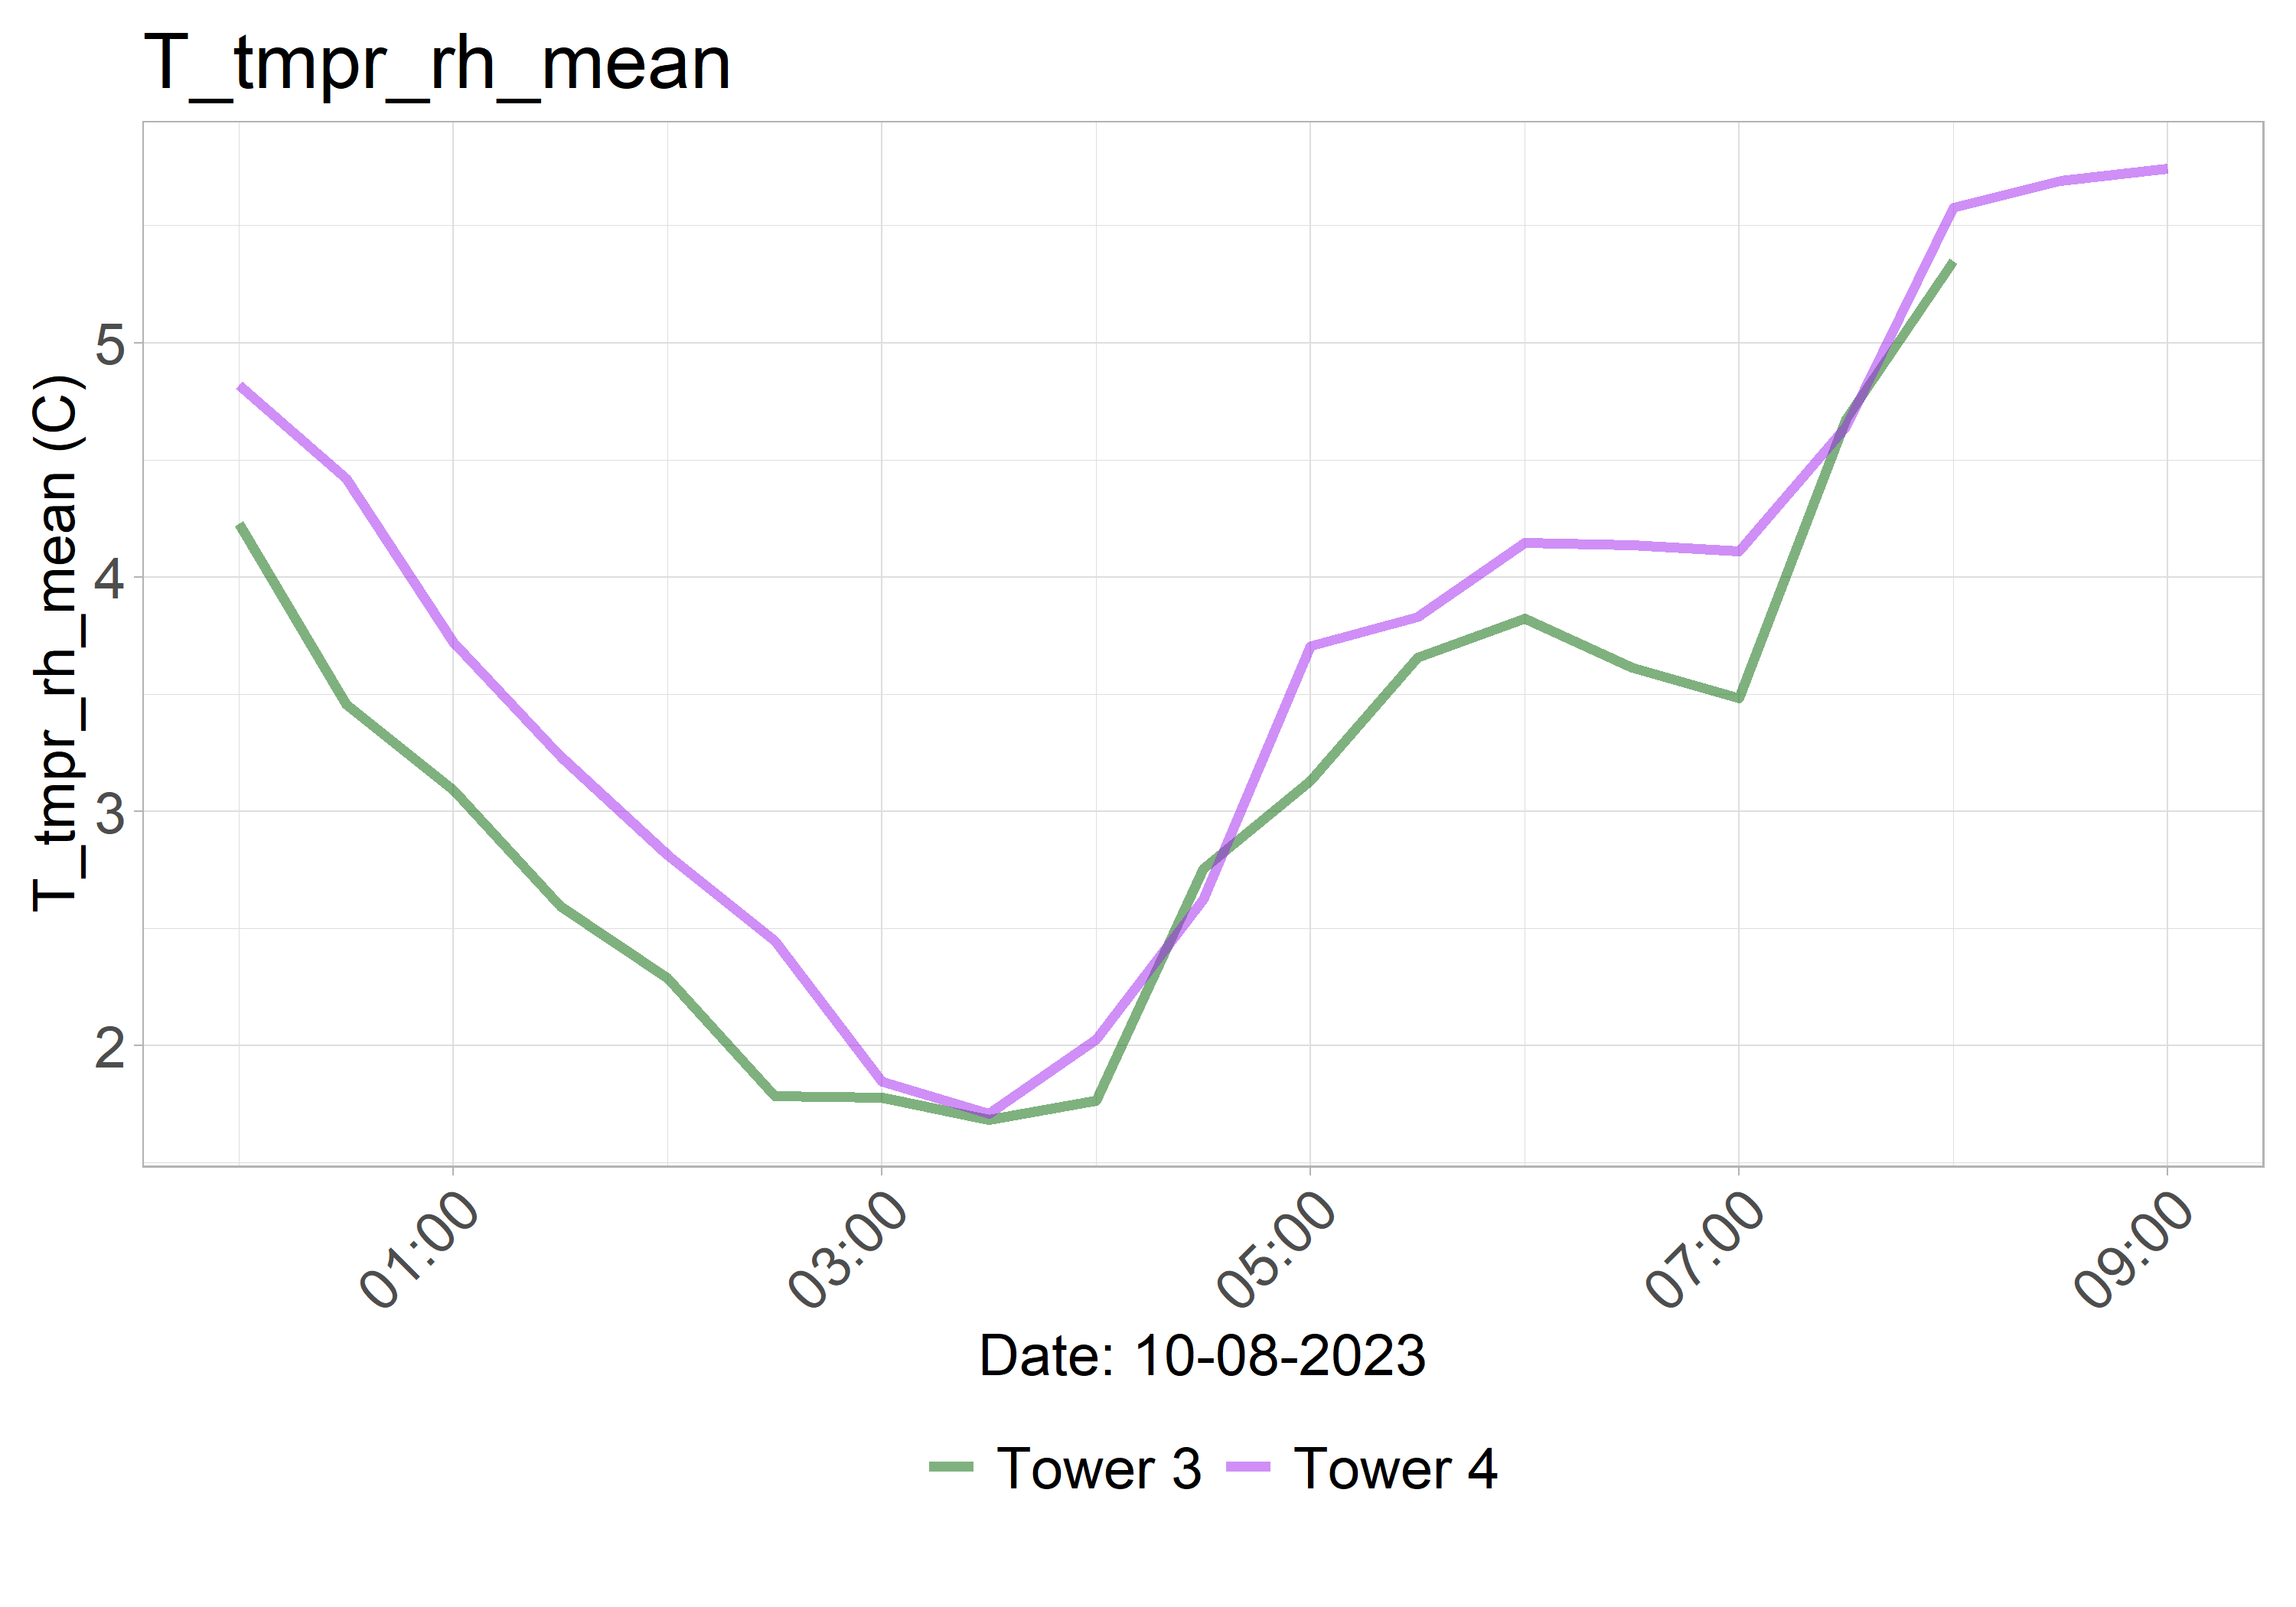 T_tmpr_rh_mean
T_tmpr_rh_mean (C)
5
4
3
2
01:00
03:00
05:00
07:00
09:00
Date: 10-08-2023
Tower 3
Tower 4